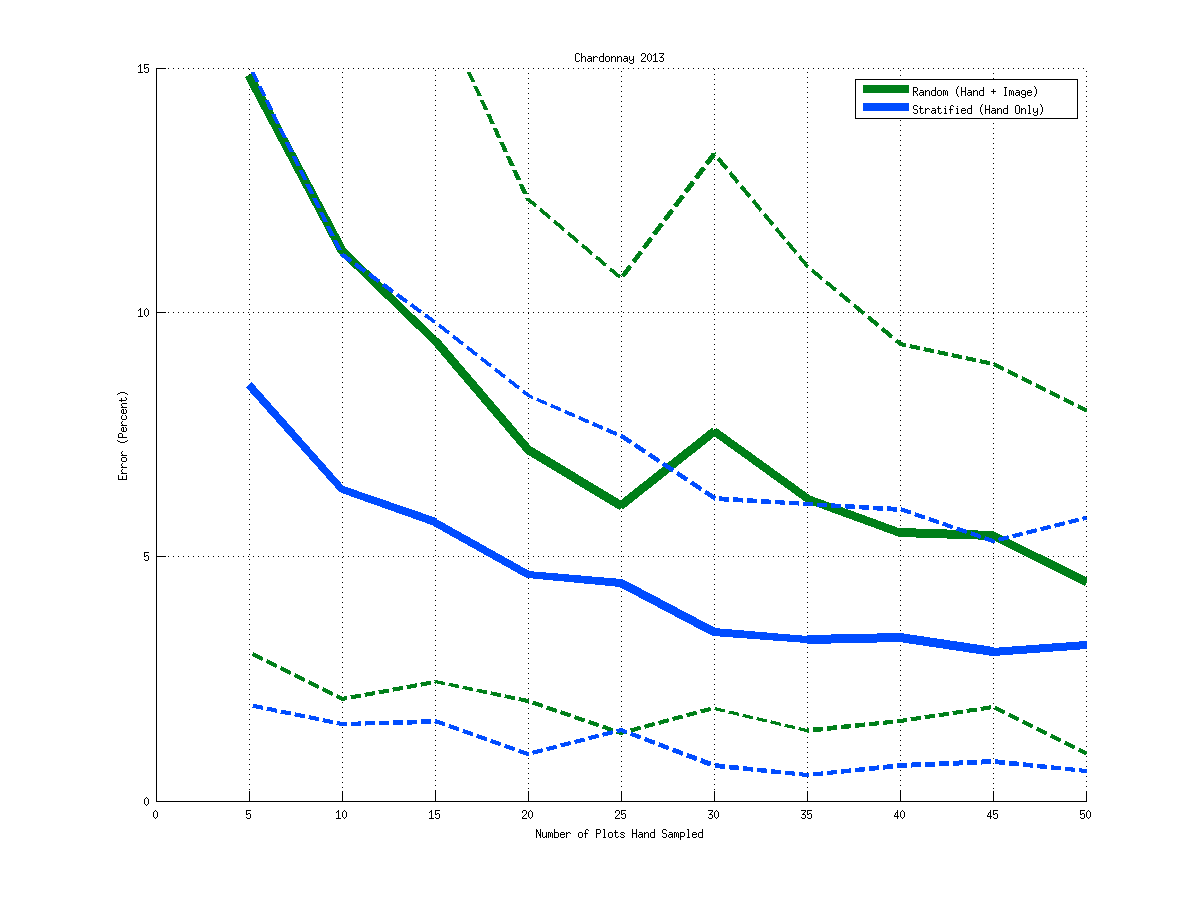 Chardonnay 2013
15
10
5
0
Error (Percent)
Random (Hand + Image)
Stratified (Hand Only)
0 5 10 15 20 25 30 35 40 45 50
Number of Plots Hand Sampled